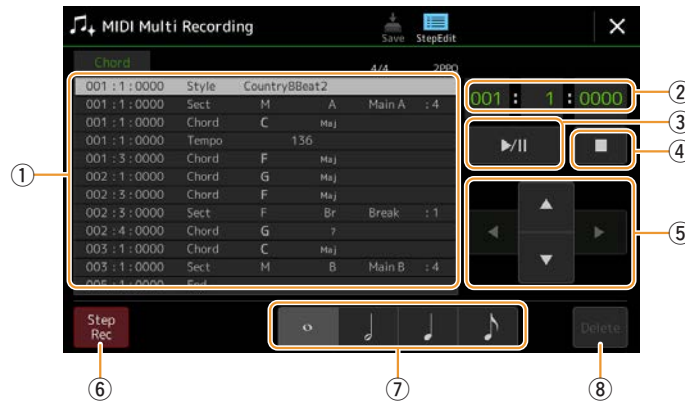 MIDI Multi Recording
Save
StepEdit
Chord
4/4
2PPQ
001 : 1 : 0000 Style Country8Beat2
001 : 1 : 0000 Sect M A Main A : 4
001 : 1 : 0000 Chord C Maj
001 : 1 : 0000 Tempo 136
001 : 3 : 0000 Chord F Maj
002 : 1 : 0000 Chord G Maj
002 : 3 : 0000 Chord F Maj
002 : 3 : 0000 Sect F Br Break : 1
002 : 4 : 0000 Chord G ?
003 : 1 : 0000 Chord C Maj
003 : 1 : 0000 Sect M B Main B : 4
005 : 1 : 0000 End
001 : 1 : 0000
Step
Rec
Delete
①
②
③
④
⑤
⑥
⑦
⑧